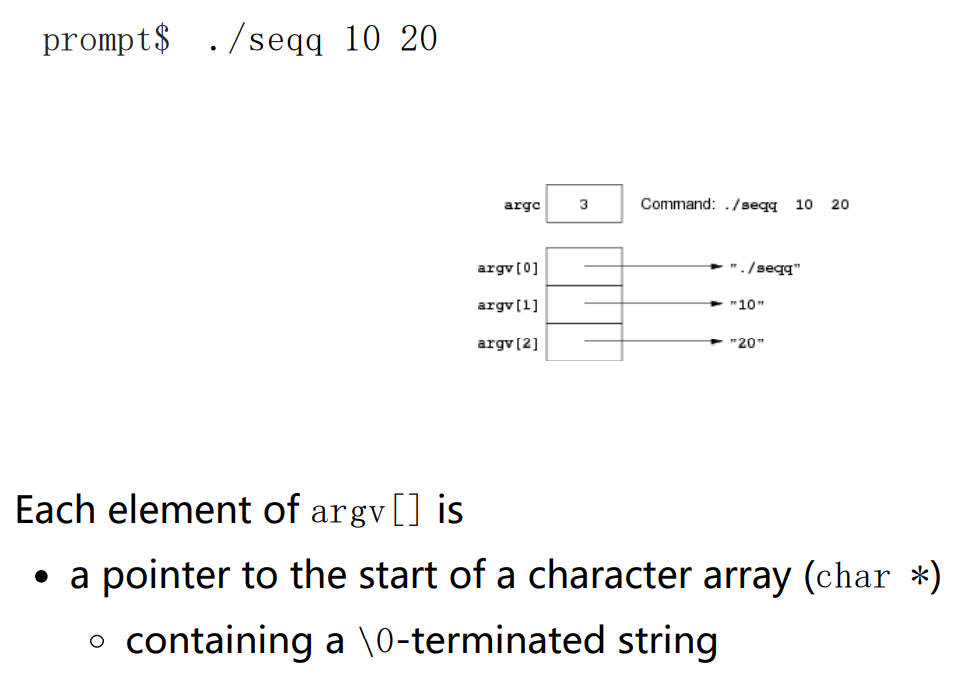 prompt$ ./seqq 10 20
argc 3 Command: ./seqq 10 20
argv[0] "./seqq"
argv[1] "10"
argv[2] "20"
Each element of argv[] is
• a pointer to the start of a character array (char *)
○ containing a \0-terminated string